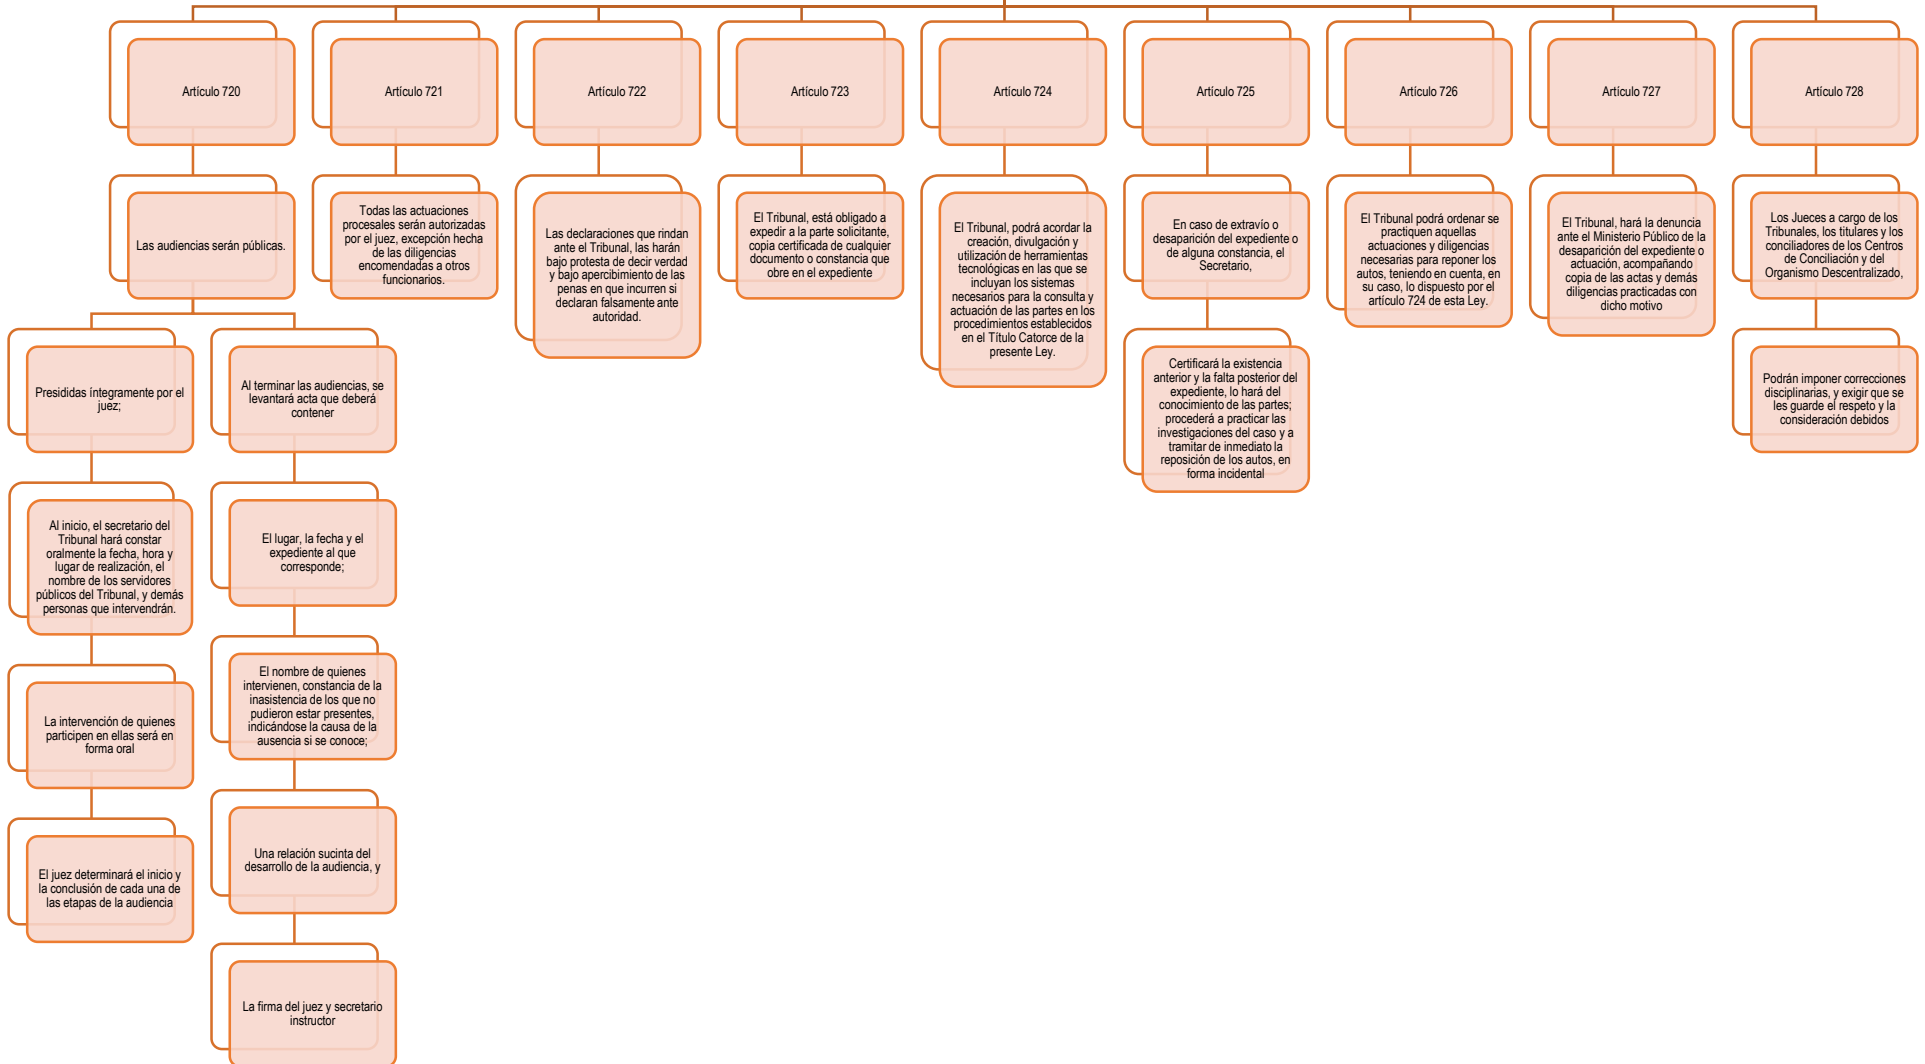 Artículo 720
Artículo 721
Artículo 722
Artículo 723
Artículo 724
Artículo 725
Artículo 726
Artículo 727
Artículo 728
Las audiencias serán públicas.
Todas las actuaciones
procesales serán autorizadas
por el juez, excepción hecha
de las diligencias
encomendadas a otros
funcionarios.
Las declaraciones que rindan
ante el Tribunal, las harán
bajo protesta de decir verdad
y bajo apercibimiento de las
penas en que incurren si
declaran falsamente ante
autoridad.
El Tribunal, está obligado a
expedir a la parte solicitante,
copia certificada de cualquier
documento o constancia que
obre en el expediente
El Tribunal, podrá acordar la
creación, divulgación y
utilización de herramientas
tecnológicas en las que se
incluyan los sistemas
necesarios para la consulta y
actuación de las partes en los
procedimientos establecidos
en el Título Catorce de la
presente Ley.
En caso de extravío o
desaparición del expediente o
de alguna constancia, el
Secretario,
El Tribunal podrá ordenar se
practiquen aquellas
actuaciones y diligencias
necesarias para reponer los
autos, teniendo en cuenta, en
su caso, lo dispuesto por el
artículo 724 de esta Ley.
El Tribunal, hará la denuncia
ante el Ministerio Público de la
desaparición del expediente o
actuación, acompañando
copia de las actas y demás
diligencias practicadas con
dicho motivo
Los Jueces a cargo de los
Tribunales, los titulares y los
conciliadores de los Centros
de Conciliación y del
Organismo Descentralizado,
Presididas íntegramente por el
juez;
Al terminar las audiencias, se
levantará acta que deberá
contener
Certificará la existencia
anterior y la falta posterior del
expediente, lo hará del
conocimiento de las partes;
procederá a practicar las
investigaciones del caso y a
tramitar de inmediato la
reposición de los autos, en
forma incidental
Podrán imponer correcciones
disciplinarias, y exigir que se
les guarde el respeto y la
consideración debidos
Al inicio, el secretario del
Tribunal hará constar
oralmente la fecha, hora y
lugar de realización, el
nombre de los servidores
públicos del Tribunal, y demás
personas que intervendrán.
El lugar, la fecha y el
expediente al que
corresponde;
La intervención de quienes
participen en ellas será en
forma oral
El nombre de quienes
intervienen, constancia de la
inasistencia de los que no
pudieron estar presentes,
indicándose la causa de la
ausencia si se conoce;
El juez determinará el inicio y
la conclusión de cada una de
las etapas de la audiencia
Una relación sucinta del
desarrollo de la audiencia, y
La firma del juez y secretario
instructor